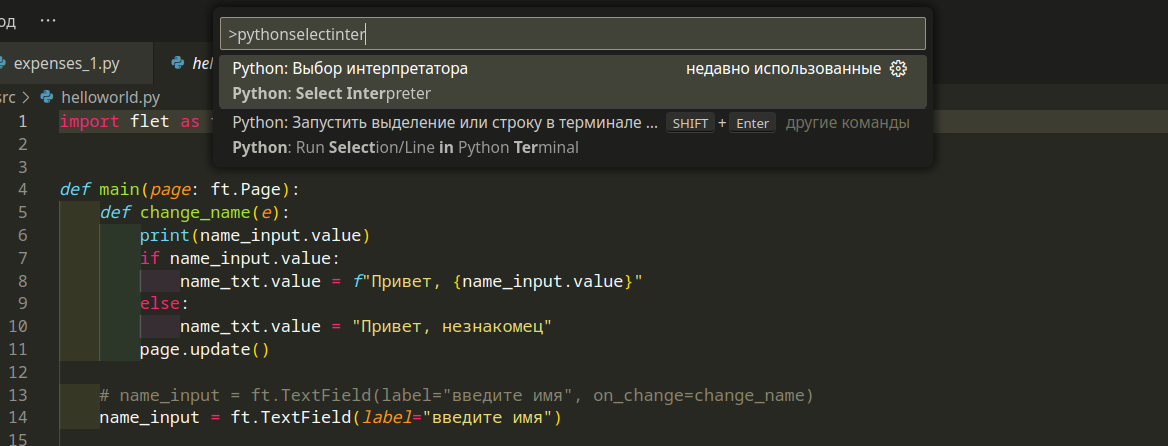 од ...
>pythonselectinter
expenses_1.py
Python: Выбор интерпретатора недавно использованные
Python: Select Interpreter
src > helloworld.py
Python: Запустить выделение или строку в терминале ... SHIFT + Enter другие команды
Python: Run Selection/Line in Python Terminal
1 import flet as
2
3
4 def main(page: ft.Page):
5 def change_name(e):
6 print(name_input.value)
7 if name_input.value:
8 name_txt.value = f"Привет, {name_input.value}"
9 else:
10 name_txt.value = "Привет, незнакомец"
11 page.update()
12
13 # name_input = ft.TextField(label="введите имя", on_change=change_name)
14 name_input = ft.TextField(label="введите имя")
15